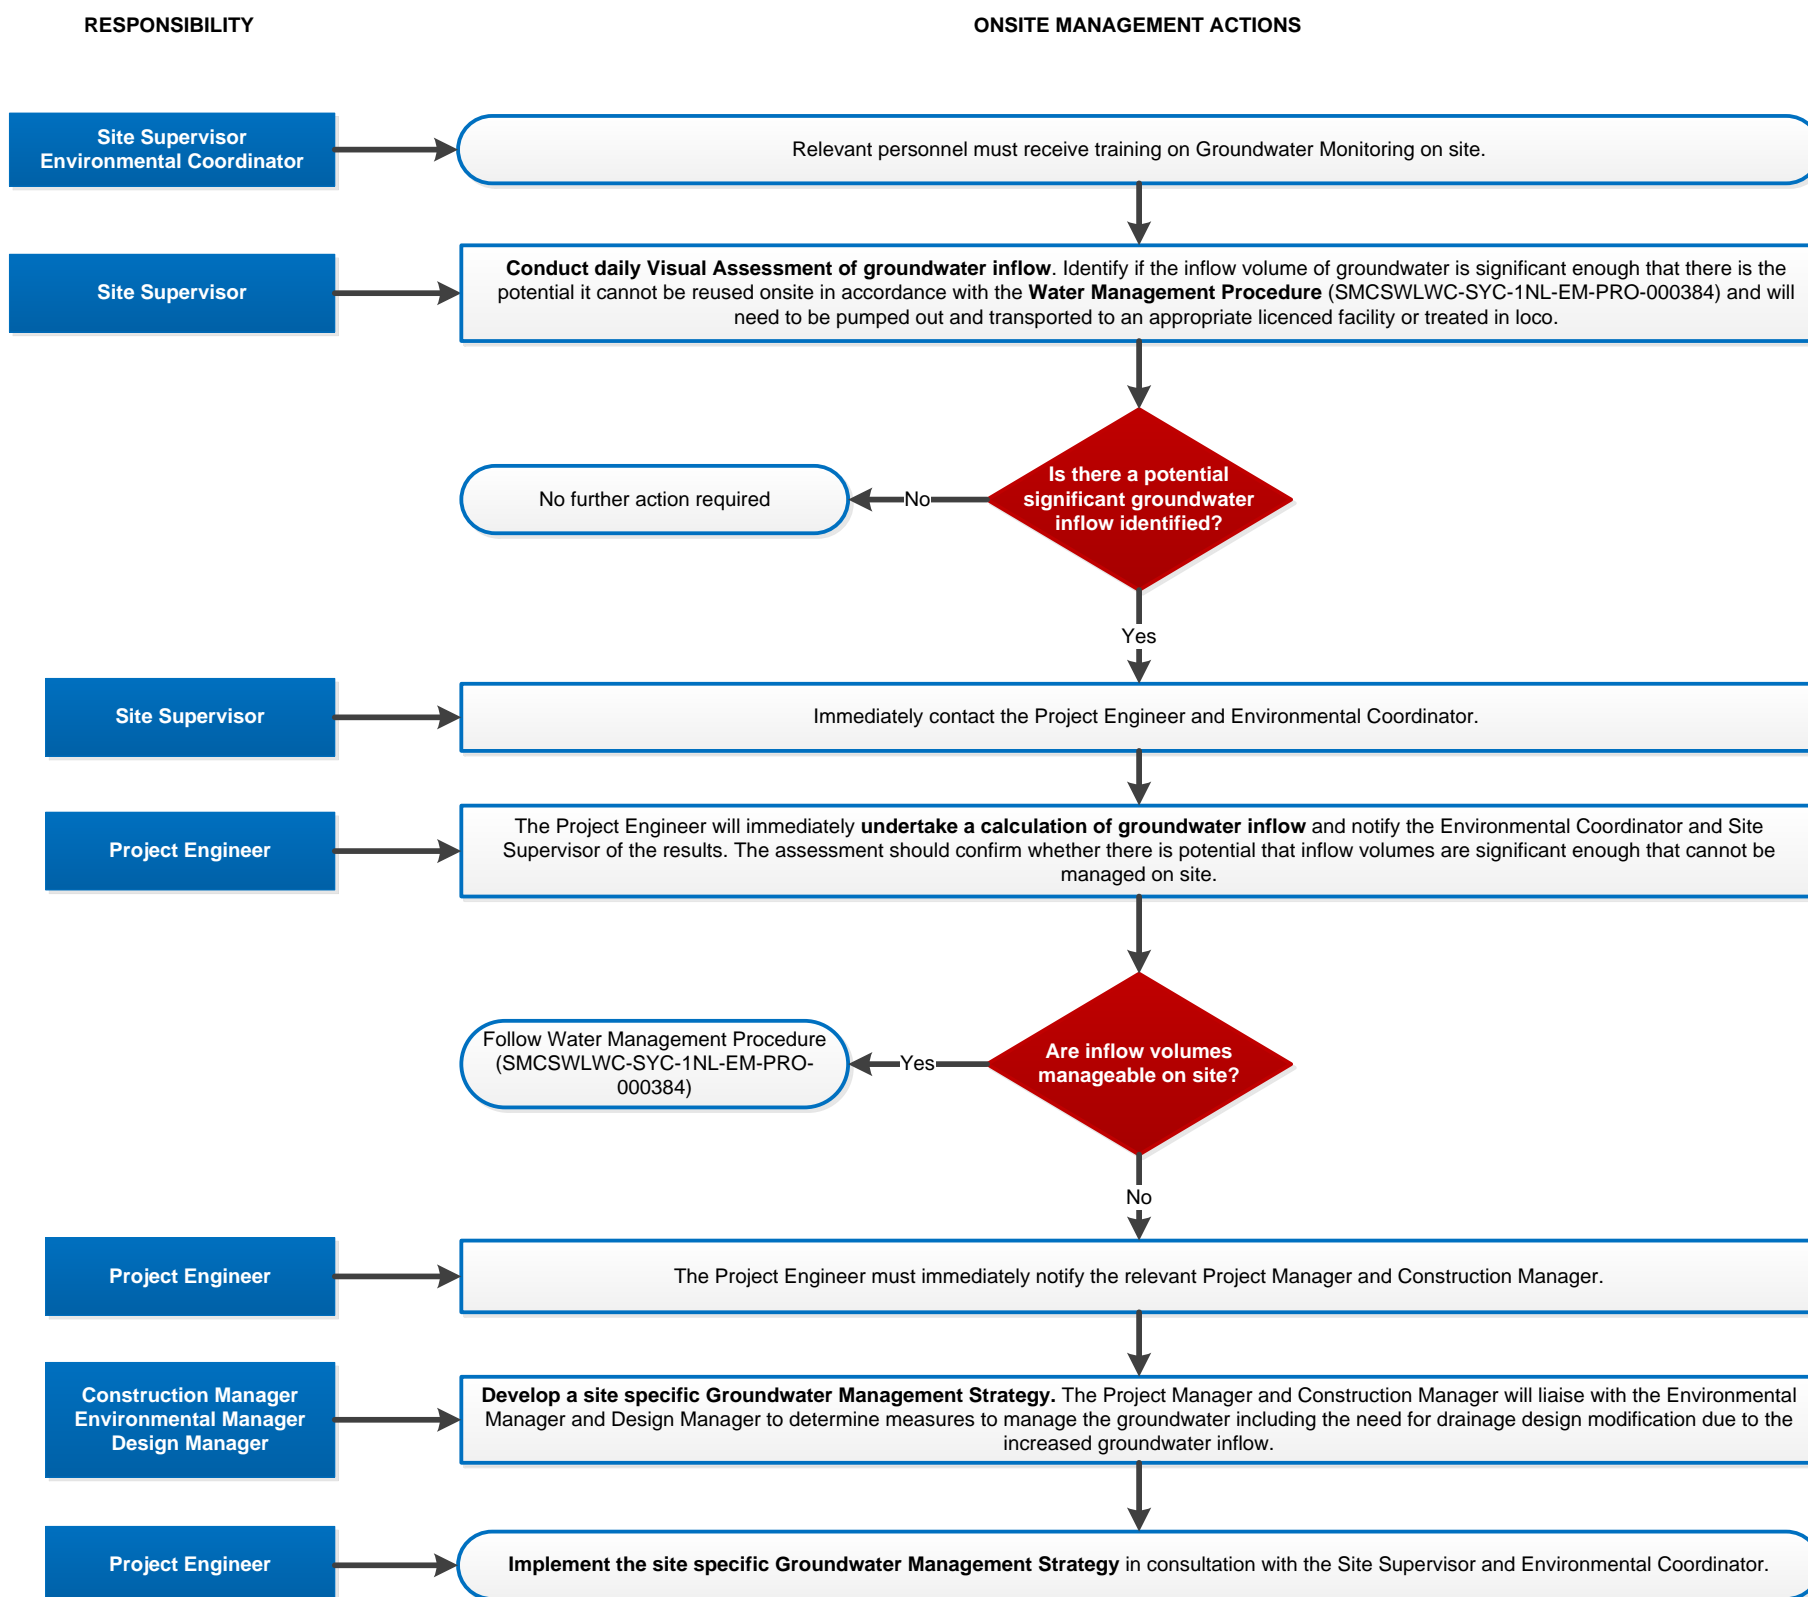 RESPONSIBILITY
ONSITE MANAGEMENT ACTIONS
Site Supervisor
Environmental Coordinator
Relevant personnel must receive training on Groundwater Monitoring on site.
Site Supervisor
Conduct daily Visual Assessment of groundwater inflow. Identify if the inflow volume of groundwater is significant enough that there is the
potential it cannot be reused onsite in accordance with the Water Management Procedure (SMCSWLWC-SYC-1NL-EM-PRO-000384) and will
need to be pumped out and transported to an appropriate licenced facility or treated in loco.
Is there a potential
significant groundwater
inflow identified?
No
No further action required
Yes
Site Supervisor
Immediately contact the Project Engineer and Environmental Coordinator.
Project Engineer
The Project Engineer will immediately undertake a calculation of groundwater inflow and notify the Environmental Coordinator and Site
Supervisor of the results. The assessment should confirm whether there is potential that inflow volumes are significant enough that cannot be
managed on site.
Are inflow volumes
manageable on site?
Yes
Follow Water Management Procedure
(SMCSWLWC-SYC-1NL-EM-PRO-
000384)
No
Project Engineer
The Project Engineer must immediately notify the relevant Project Manager and Construction Manager.
Construction Manager
Environmental Manager
Design Manager
Develop a site specific Groundwater Management Strategy. The Project Manager and Construction Manager will liaise with the Environmental
Manager and Design Manager to determine measures to manage the groundwater including the need for drainage design modification due to the
increased groundwater inflow.
Project Engineer
Implement the site specific Groundwater Management Strategy in consultation with the Site Supervisor and Environmental Coordinator.